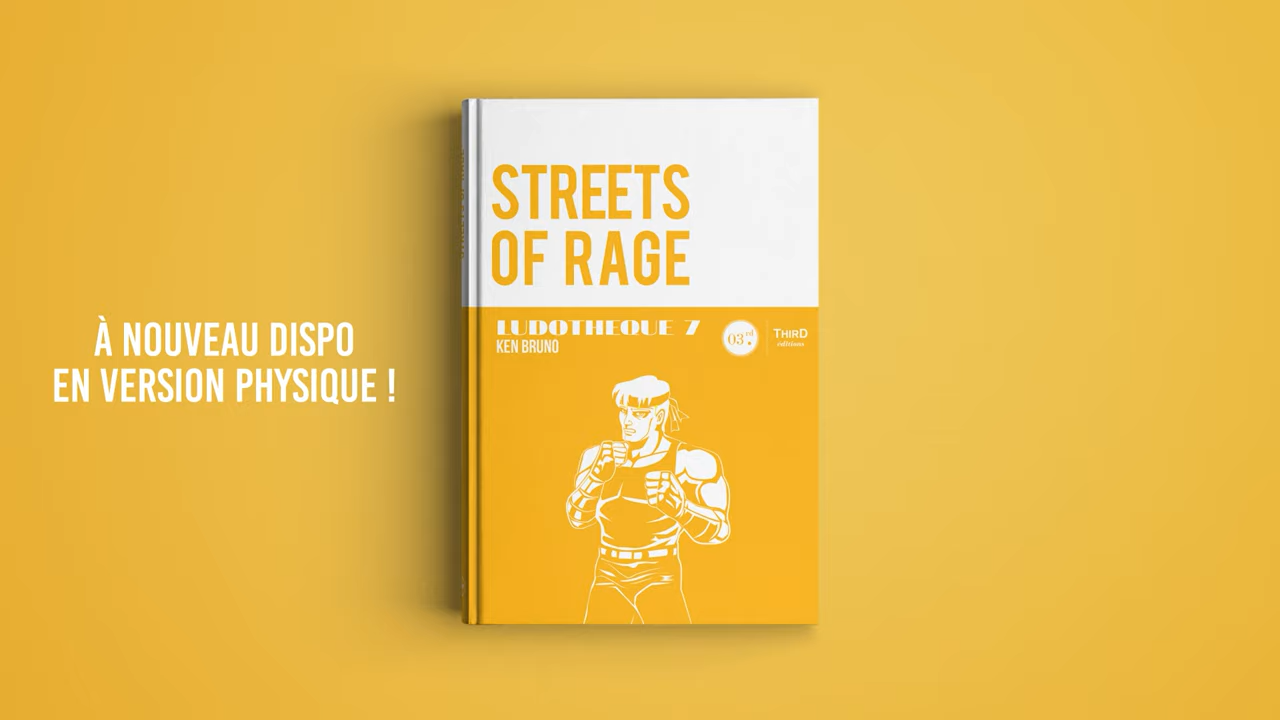 À NOUVEAU DISPO
EN VERSION PHYSIQUE !
STREETS
OF RAGE
LUDOTHEQUE 7
KEN BRUNO
03rd
THIRD
éditions